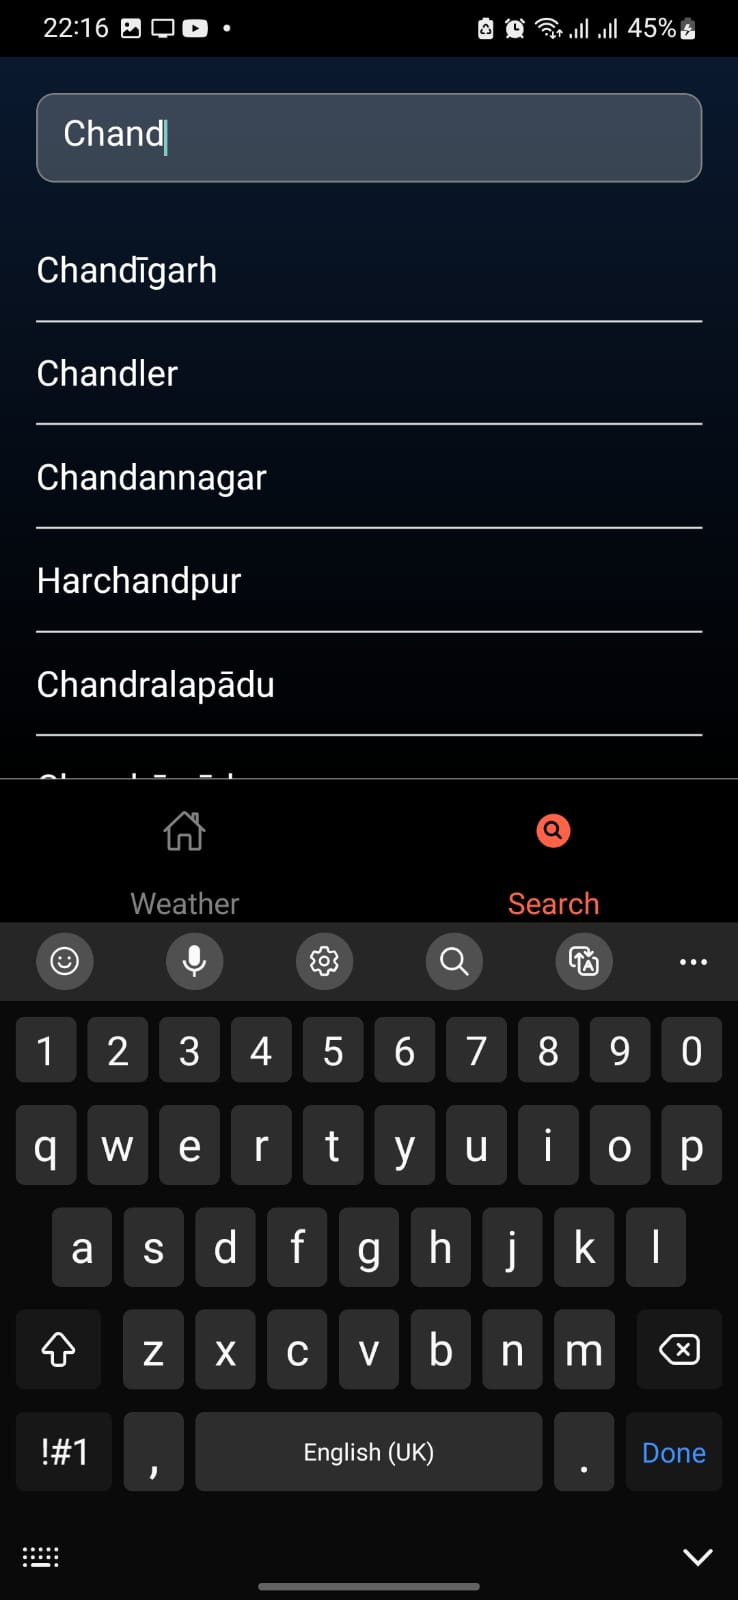 22:16 45%
Chand
Chandīgarh
Chandler
Chandannagar
Harchandpur
Chandralapādu
Weather Search
1 2 3 4 5 6 7 8 9 0
q w e r t y u i o p
a s d f g h j k l
z x c v b n m
!#1 , English (UK) . Done